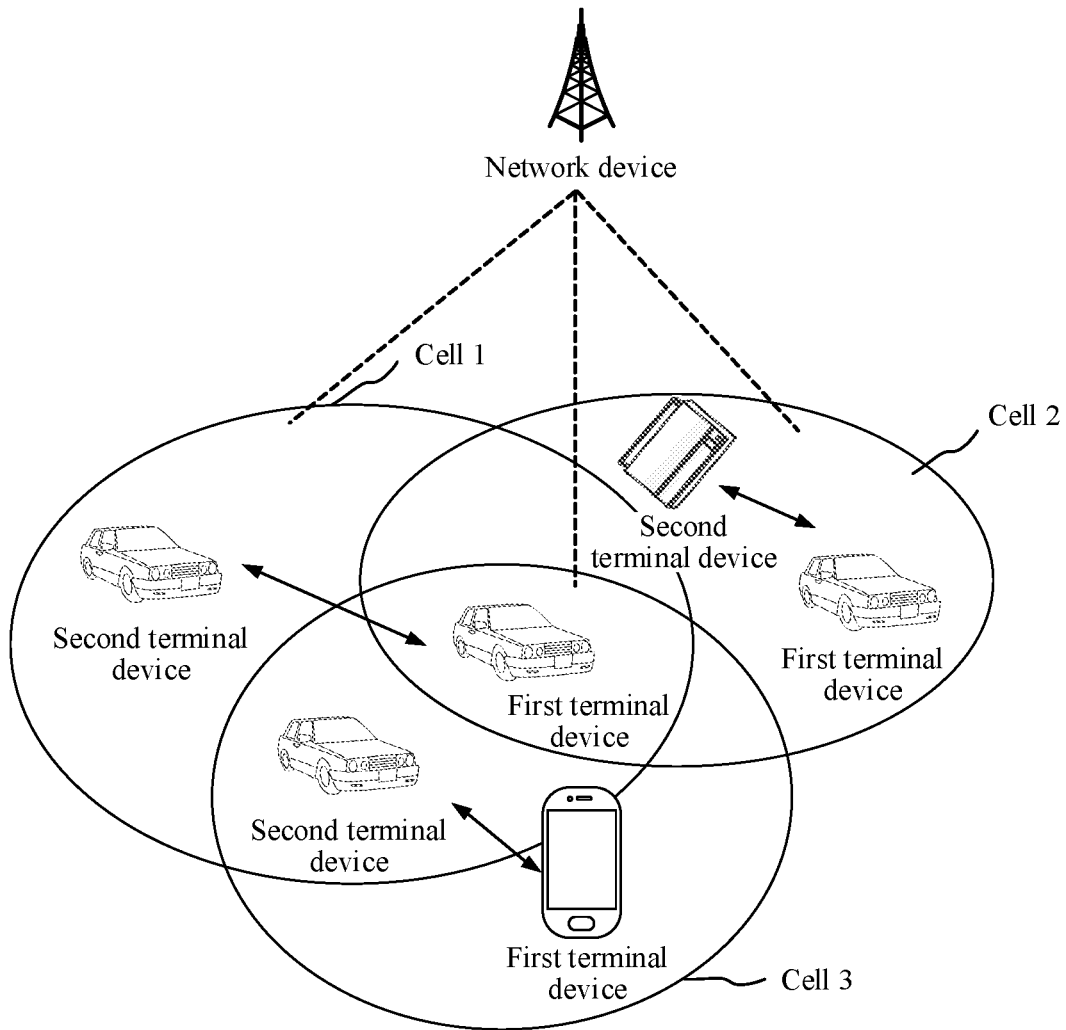 Network device
Cell 1
Cell 2
Second
terminal device
Second terminal
device
First terminal
device
First terminal
device
Second terminal
device
First terminal
device
Cell 3